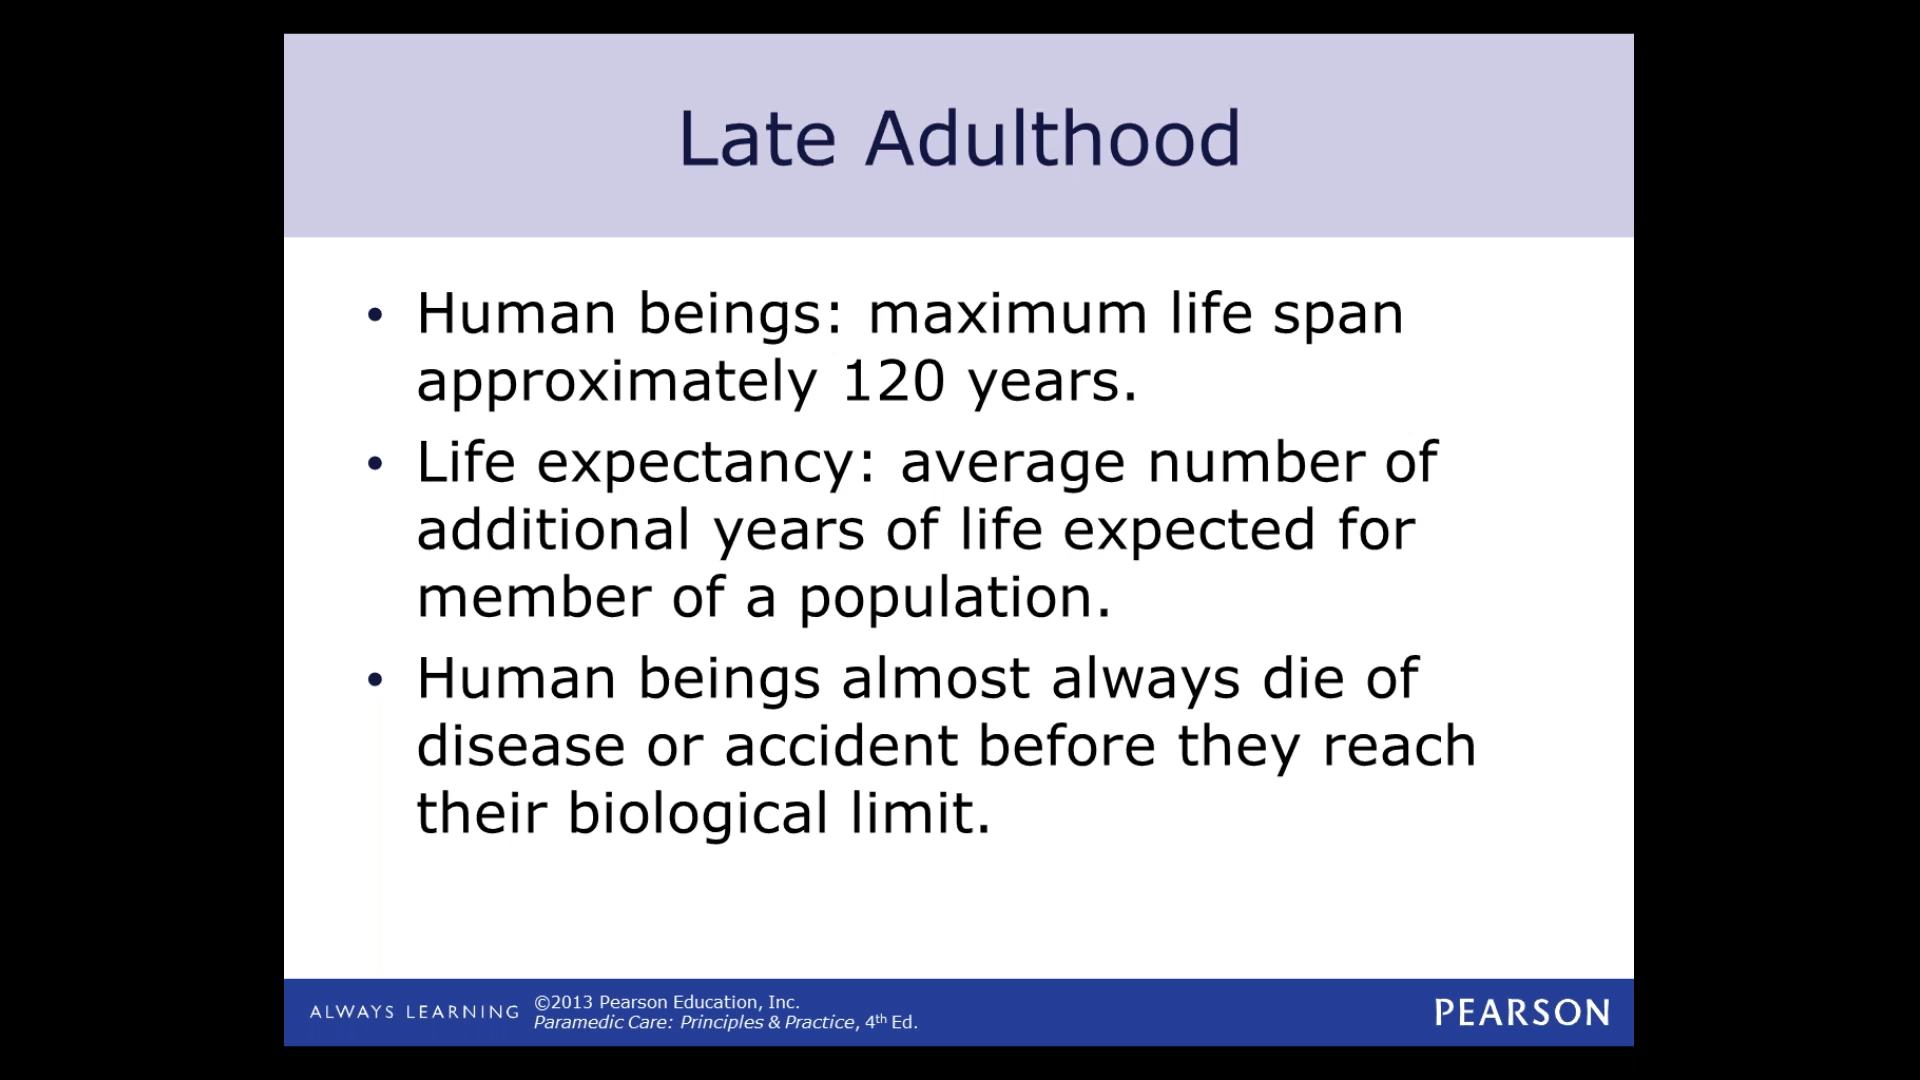 Late Adulthood
• Human beings: maximum life span
approximately 120 years.
• Life expectancy: average number of
additional years of life expected for
member of a population.
• Human beings almost always die of
disease or accident before they reach
their biological limit.
ALWAYS LEARNING
©2013 Pearson Education, Inc.
Paramedic Care: Principles & Practice, 4th Ed.
PEARSON